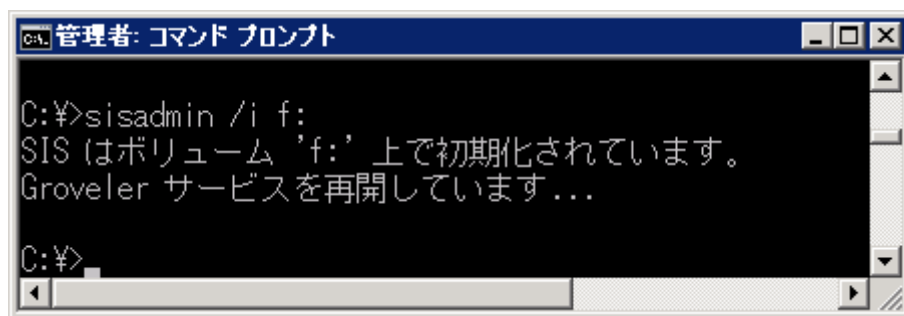 管理者: コマンド プロンプト
C:¥>sisadmin /i f:
SIS はボリューム 'f:' 上で初期化されています。
Groveler サービスを再開しています...
C:¥>